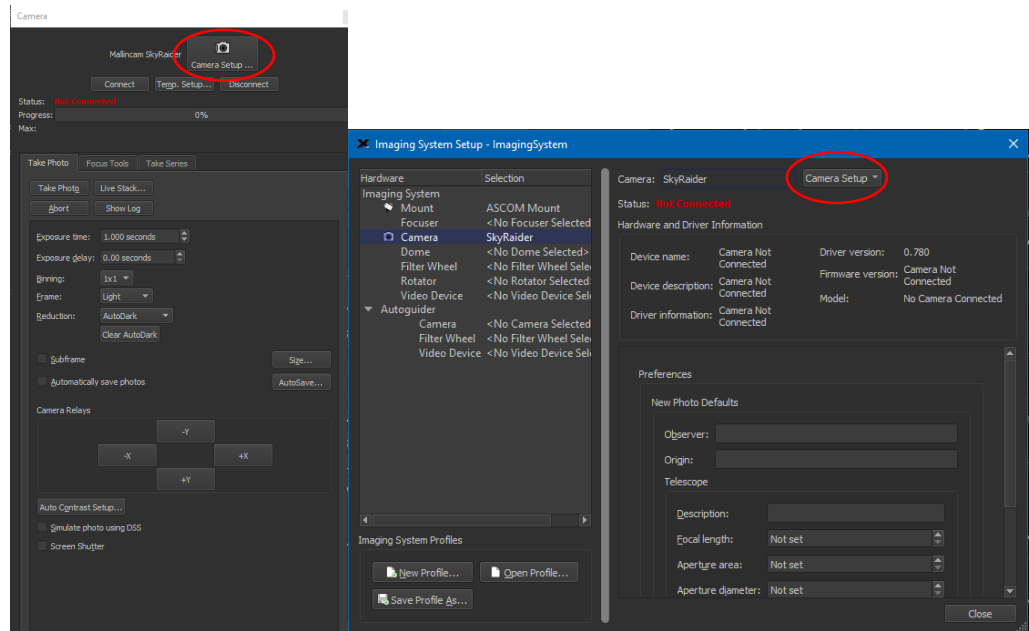 Camera
Mallincam SkyRaider
Camera Setup ...
Connect Temp. Setup... Disconnect
Status: Not Connected
Progress: 0%
Max:
Take Photo Focus Tools Take Series
Take Photo Live Stack...
Abort Show Log
Exposure time: 1.000 seconds
Exposure delay: 0.00 seconds
Binning: 1x1
Frame: Light
Reduction: AutoDark
Clear AutoDark
Subframe Size...
Automatically save photos AutoSave...
Camera Relays
-Y
-X +X
+Y
Auto Contrast Setup...
Simulate photo using DSS
Screen Shutter
Imaging System Setup - ImagingSystem
Hardware Selection
Imaging System
Mount ASCOM Mount
Focuser <No Focuser Selected
Camera SkyRaider
Dome <No Dome Selected>
Filter Wheel <No Filter Wheel Sele
Rotator <No Rotator Selected
Video Device <No Video Device Sel
Autoguider
Camera <No Camera Selected
Filter Wheel <No Filter Wheel Sele
Video Device <No Video Device Sel
Imaging System Profiles
New Profile... Open Profile...
Save Profile As...
Camera: SkyRaider Camera Setup
Status: Not Connected
Hardware and Driver Information
Device name: Camera Not
Connected
Device description: Camera Not
Connected
Driver information: Camera Not
Connected
Driver version: 0.780
Firmware version: Camera Not
Connected
Model: No Camera Connected
Preferences
New Photo Defaults
Observer:
Origin:
Telescope
Description:
Focal length: Not set
Aperture area: Not set
Aperture diameter: Not set
Close